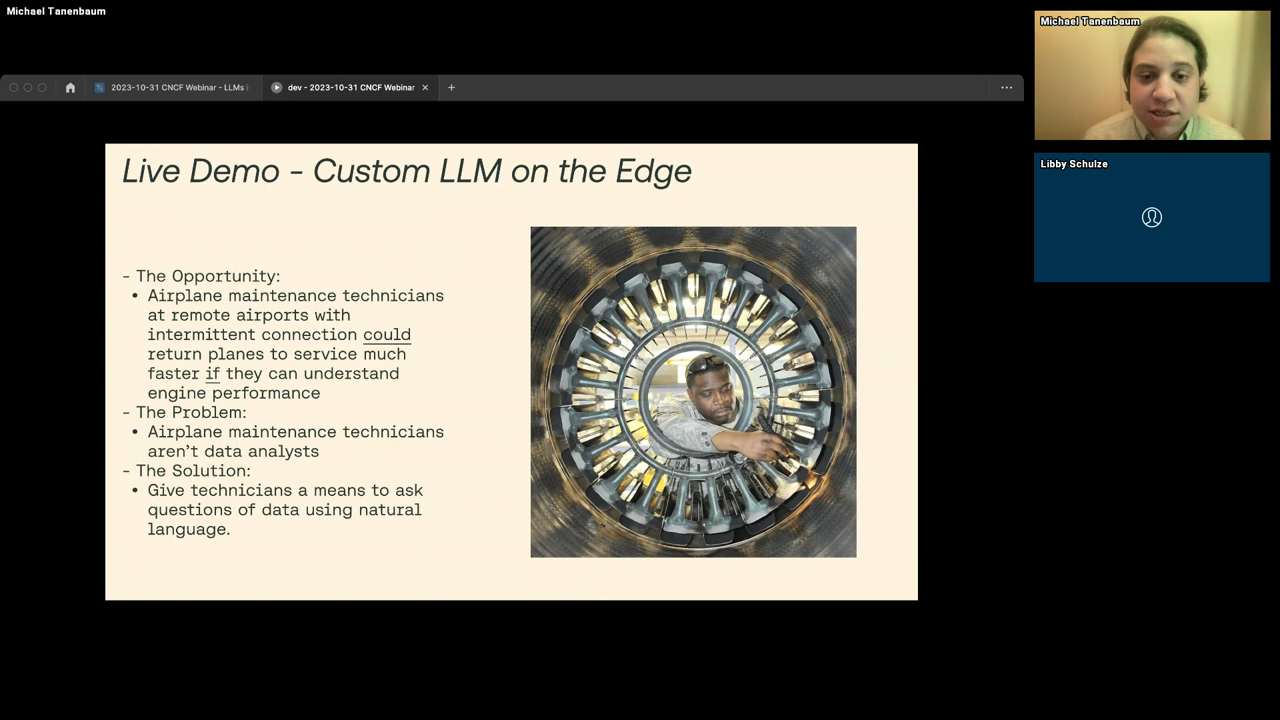 Michael Tanenbaum
Michael Tanenbaum
2023-10-31 CNCF Webinar - LLMs
dev - 2023-10-31 CNCF Webinar
Libby Schulze
Live Demo - Custom LLM on the Edge
- The Opportunity:
• Airplane maintenance technicians
at remote airports with
intermittent connection could
return planes to service much
faster if they can understand
engine performance
- The Problem:
• Airplane maintenance technicians
aren't data analysts
- The Solution:
• Give technicians a means to ask
questions of data using natural
language.